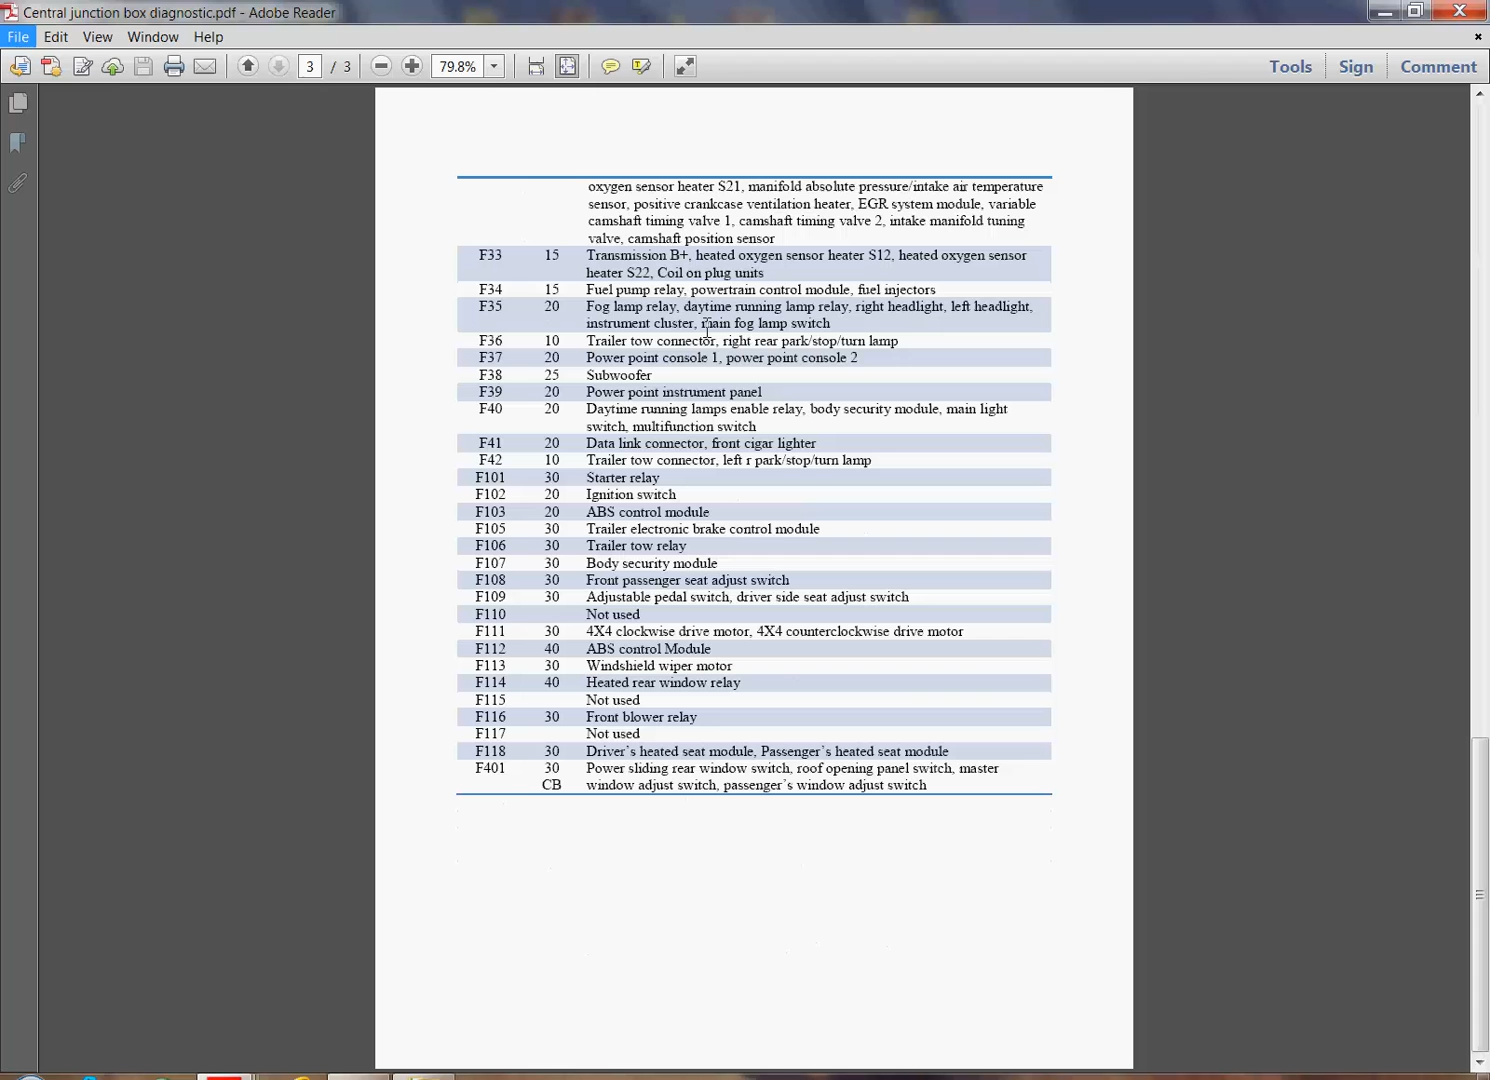 Central junction box diagnostic.pdf - Adobe Reader
File Edit View Window Help
3 / 3 79.8% Tools Sign Comment
oxygen sensor heater S21, manifold absolute pressure/intake air temperature
sensor, positive crankcase ventilation heater, EGR system module, variable
camshaft timing valve 1, camshaft timing valve 2, intake manifold tuning
valve, camshaft position sensor
F33 15 Transmission B+, heated oxygen sensor heater S12, heated oxygen sensor
heater S22, Coil on plug units
F34 15 Fuel pump relay, powertrain control module, fuel injectors
F35 20 Fog lamp relay, daytime running lamp relay, right headlight, left headlight,
instrument cluster, main fog lamp switch
F36 10 Trailer tow connector, right rear park/stop/turn lamp
F37 20 Power point console 1, power point console 2
F38 25 Subwoofer
F39 20 Power point instrument panel
F40 20 Daytime running lamps enable relay, body security module, main light
switch, multifunction switch
F41 20 Data link connector, front cigar lighter
F42 10 Trailer tow connector, left r park/stop/turn lamp
F101 30 Starter relay
F102 20 Ignition switch
F103 20 ABS control module
F105 30 Trailer electronic brake control module
F106 30 Trailer tow relay
F107 30 Body security module
F108 30 Front passenger seat adjust switch
F109 30 Adjustable pedal switch, driver side seat adjust switch
F110 Not used
F111 30 4X4 clockwise drive motor, 4X4 counterclockwise drive motor
F112 40 ABS control Module
F113 30 Windshield wiper motor
F114 40 Heated rear window relay
F115 Not used
F116 30 Front blower relay
F117 Not used
F118 30 Driver's heated seat module, Passenger's heated seat module
F401 30 Power sliding rear window switch, roof opening panel switch, master
CB window adjust switch, passenger's window adjust switch